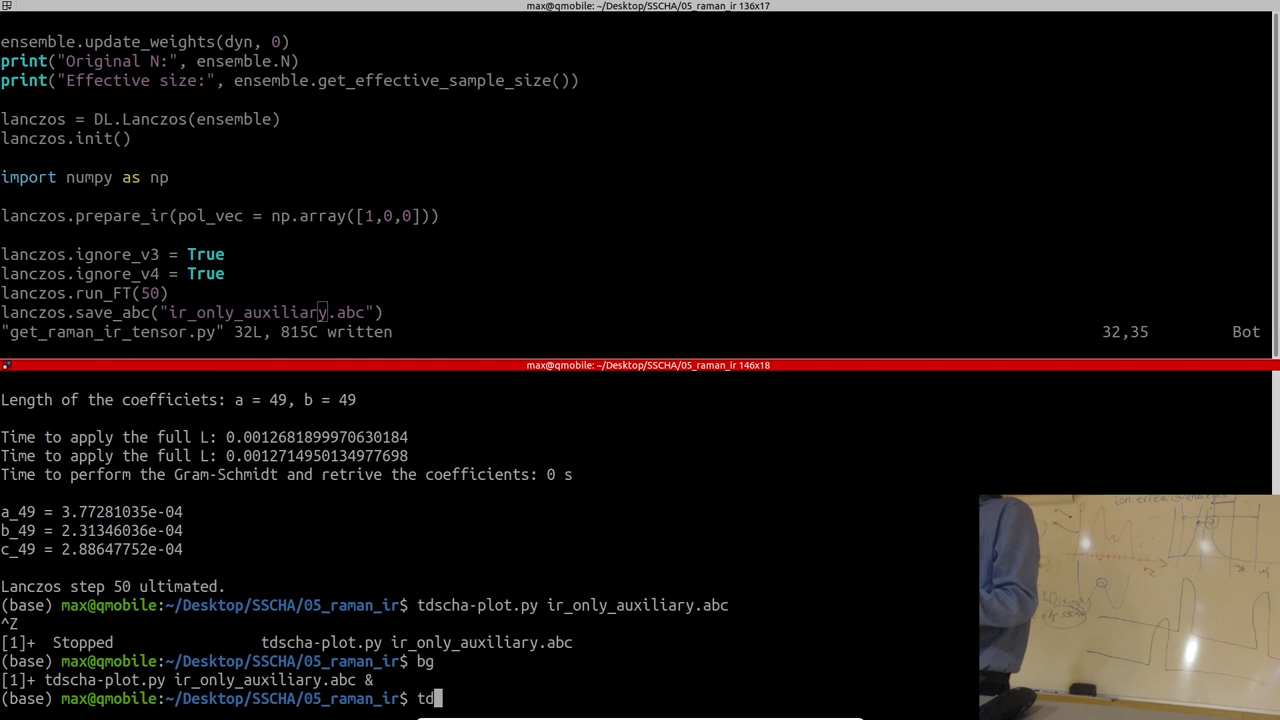 max@qmobile: ~/Desktop/SSCHA/05_raman_ir 136x17
ensemble.update_weights(dyn, 0)
print("Original N:", ensemble.N)
print("Effective size:", ensemble.get_effective_sample_size())
lanczos = DL.Lanczos(ensemble)
lanczos.init()
import numpy as np
lanczos.prepare_ir(pol_vec = np.array([1,0,0]))
lanczos.ignore_v3 = True
lanczos.ignore_v4 = True
lanczos.run_FT(50)
lanczos.save_abc("ir_only_auxiliary.abc")
"get_raman_ir_tensor.py" 32L, 815C written 32,35 Bot
max@qmobile: ~/Desktop/SSCHA/05_raman_ir 146x18
Length of the coefficiets: a = 49, b = 49
Time to apply the full L: 0.0012681899970630184
Time to apply the full L: 0.0012714950134977698
Time to perform the Gram-Schmidt and retrive the coefficients: 0 s
a_49 = 3.77281035e-04
b_49 = 2.31346036e-04
c_49 = 2.88647752e-04
Lanczos step 50 ultimated.
(base) max@qmobile:~/Desktop/SSCHA/05_raman_ir$ tdscha-plot.py ir_only_auxiliary.abc
^Z
[1]+  Stopped                 tdscha-plot.py ir_only_auxiliary.abc
(base) max@qmobile:~/Desktop/SSCHA/05_raman_ir$ bg
[1]+ tdscha-plot.py ir_only_auxiliary.abc &
(base) max@qmobile:~/Desktop/SSCHA/05_raman_ir$ td